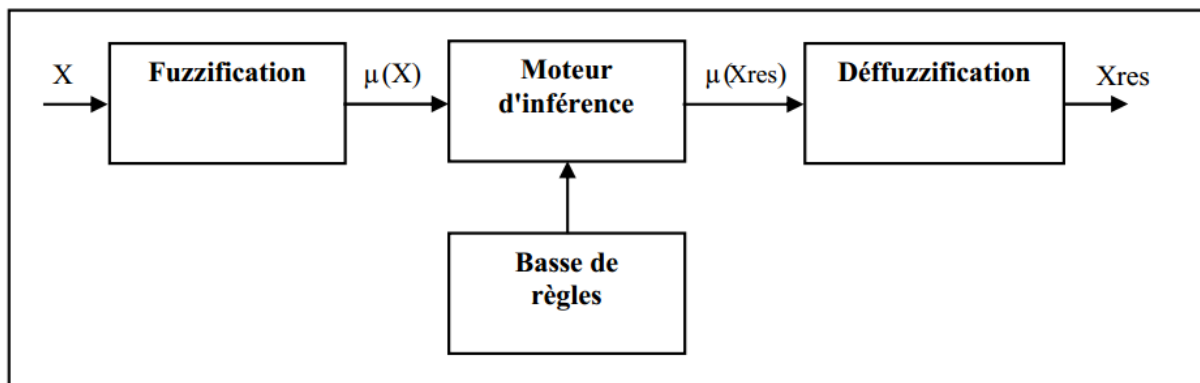 X
Fuzzification
μ(X)
Moteur
d'inférence
μ(Xres)
Déffuzzification
Xres
Basse de
règles